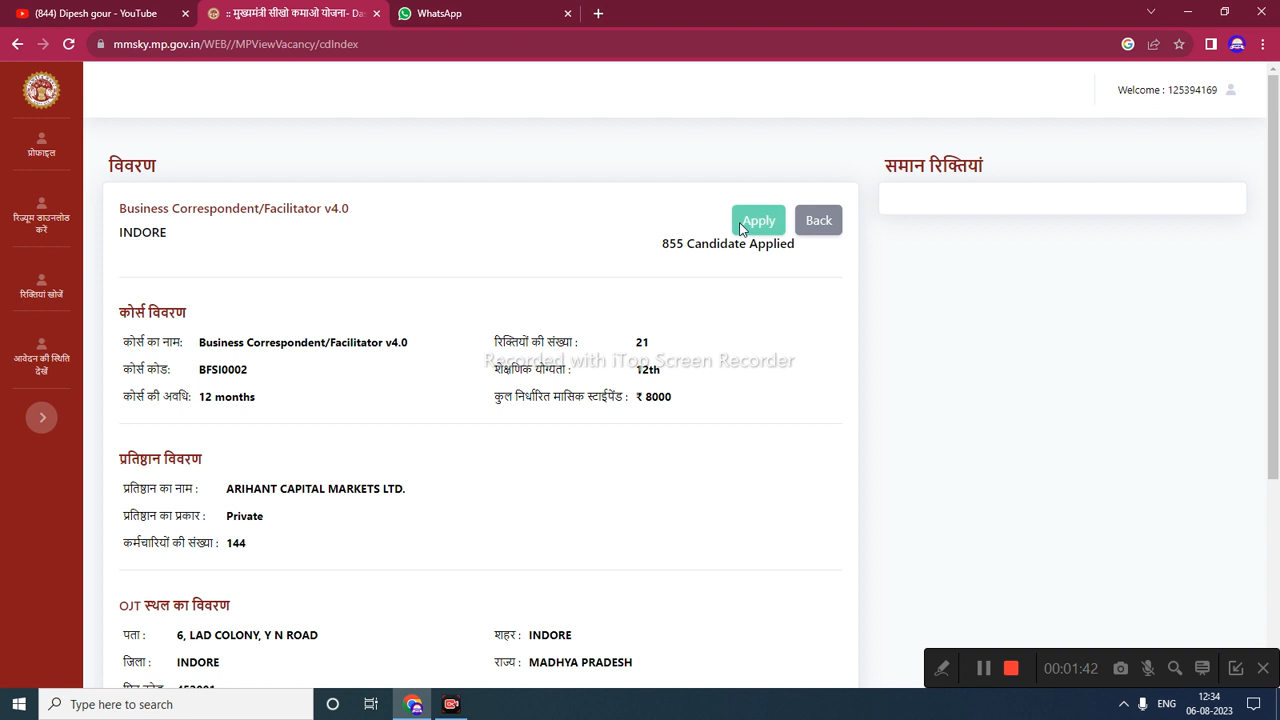 (844) Dipesh gour - YouTube
:: मुख्यमंत्री सीखो कमाओ योजना- Da
WhatsApp
mmsky.mp.gov.in/WEB//MPViewVacancy/cdIndex
Welcome : 125394169
प्रोफाइल
रिज्यूम डाउनलोड करें
रिक्तियां खोजें
आवेदन की स्थिति देखें
विवरण
समान रिक्तियां
Business Correspondent/Facilitator v4.0
INDORE
Apply
Back
855 Candidate Applied
कोर्स विवरण
कोर्स का नाम: Business Correspondent/Facilitator v4.0
रिक्तियों की संख्या : 21
Recorded with iTop Screen Recorder
कोर्स कोड: BFSI0002
शैक्षणिक योग्यता : 12th
कोर्स की अवधि: 12 months
कुल निर्धारित मासिक स्टाईपेंड : ₹ 8000
प्रतिष्ठान विवरण
प्रतिष्ठान का नाम : ARIHANT CAPITAL MARKETS LTD.
प्रतिष्ठान का प्रकार : Private
कर्मचारियों की संख्या : 144
OJT स्थल का विवरण
पता : 6, LAD COLONY, Y N ROAD
शहर : INDORE
जिला : INDORE
राज्य : MADHYA PRADESH
00:01:42
Type here to search
ENG
12:34
06-08-2023